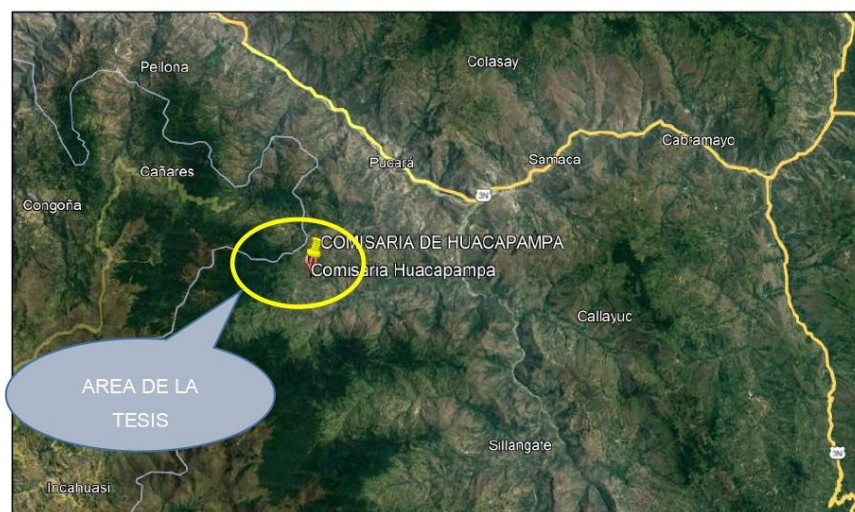 Pellona
Colasay
Cabramayo
Samaca
Pucará
Cañares
3N
Congoña
COMISARIA DE HUACAPAMPA
Comisaria Huacapampa
Callayuc
AREA DE LA
TESIS
Sillangate
3N
Incahuasi